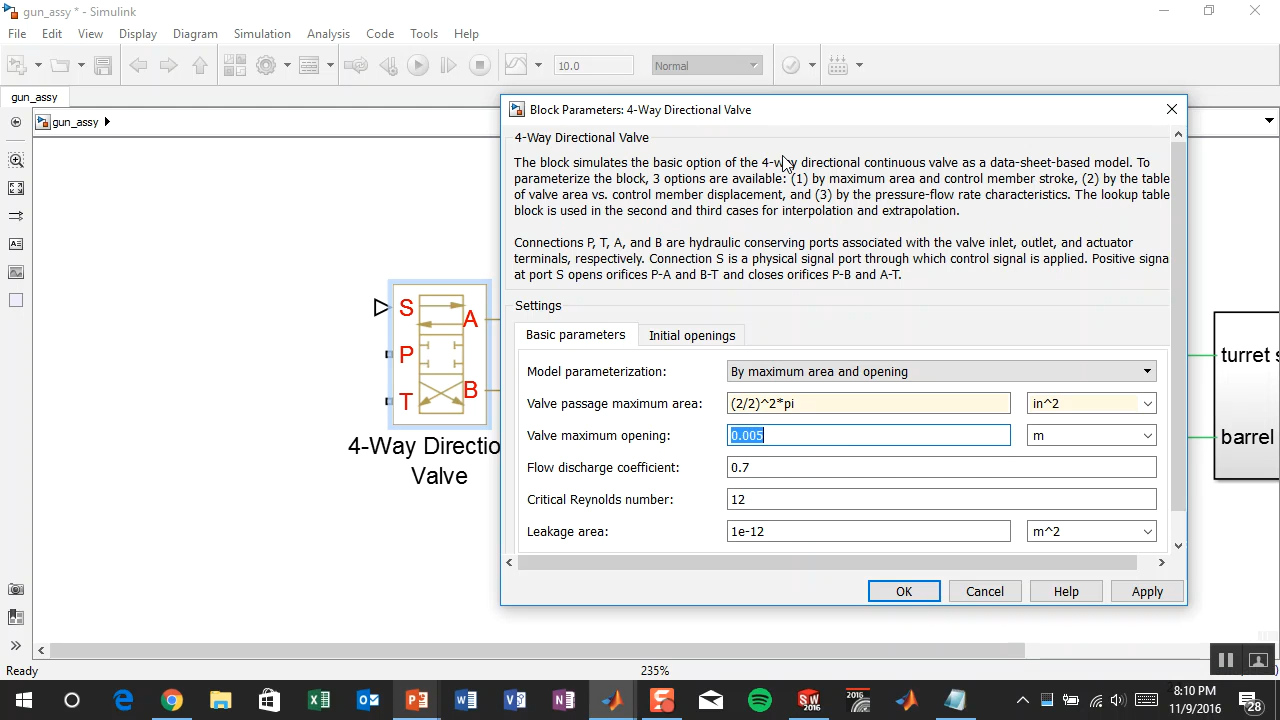 gun_assy * - Simulink
File Edit View Display Diagram Simulation Analysis Code Tools Help
10.0 Normal
gun_assy
gun_assy
Block Parameters: 4-Way Directional Valve
4-Way Directional Valve
The block simulates the basic option of the 4-way directional continuous valve as a data-sheet-based model. To
parameterize the block, 3 options are available: (1) by maximum area and control member stroke, (2) by the table
of valve area vs. control member displacement, and (3) by the pressure-flow rate characteristics. The lookup table
block is used in the second and third cases for interpolation and extrapolation.
Connections P, T, A, and B are hydraulic conserving ports associated with the valve inlet, outlet, and actuator
terminals, respectively. Connection S is a physical signal port through which control signal is applied. Positive signa
at port S opens orifices P-A and B-T and closes orifices P-B and A-T.
Settings
Basic parameters Initial openings
Model parameterization: By maximum area and opening
Valve passage maximum area: (2/2)^2*pi in^2
Valve maximum opening: 0.005 m
Flow discharge coefficient: 0.7
Critical Reynolds number: 12
Leakage area: 1e-12 m^2
OK Cancel Help Apply
S
A
P
B
T
4-Way Directio
Valve
turret s
barrel
Ready 235%
8:10 PM
11/9/2016
28
2016
SW
2016